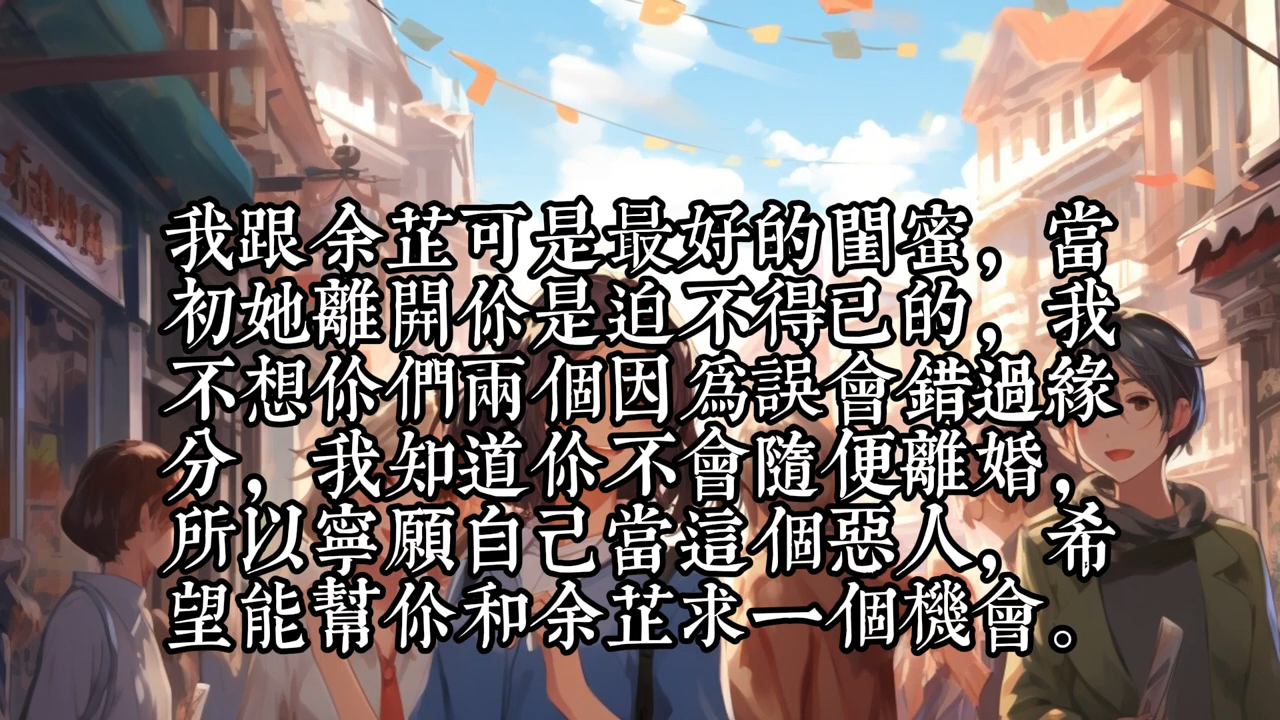 我跟余芷可是最好的閨蜜，當
初她離開你是迫不得已的，我
不想你們兩個因為誤會錯過緣
分，我知道你不會隨便離婚，
所以寧願自己當這個惡人，希
望能幫你和余芷求一個機會。